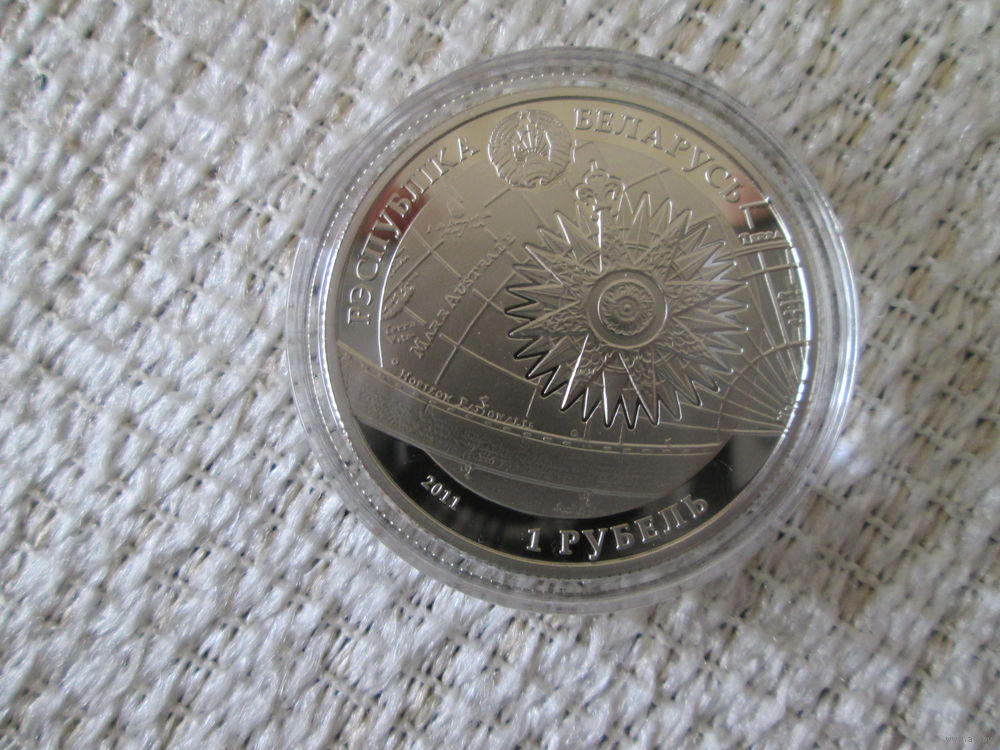 РЭСПУБЛІКА БЕЛАРУСЬ
MARE AUSTRALE
HORIZON RATIONALIS
2011
1 РУБЕЛЬ